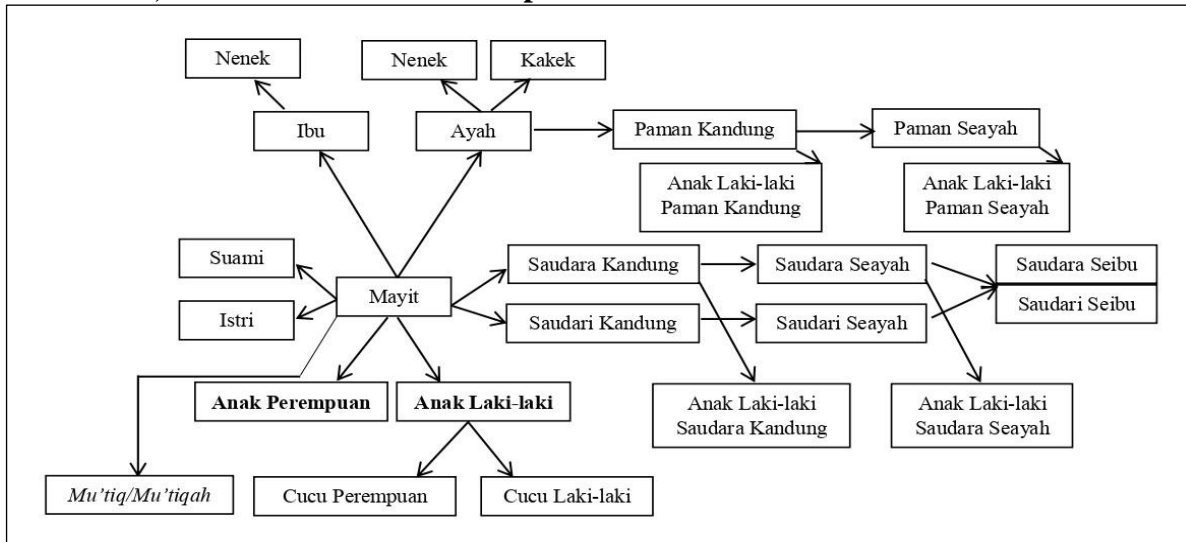 Nenek
Nenek
Kakek
Ibu
Ayah
Paman Kandung
Paman Seayah
Anak Laki-laki
Paman Kandung
Anak Laki-laki
Paman Seayah
Suami
Mayit
Istri
Saudara Kandung
Saudara Seayah
Saudara Seibu
Saudari Kandung
Saudari Seayah
Saudari Seibu
Anak Perempuan
Anak Laki-laki
Anak Laki-laki
Saudara Kandung
Anak Laki-laki
Saudara Seayah
Mu’tiq/Mu’tiqah
Cucu Perempuan
Cucu Laki-laki